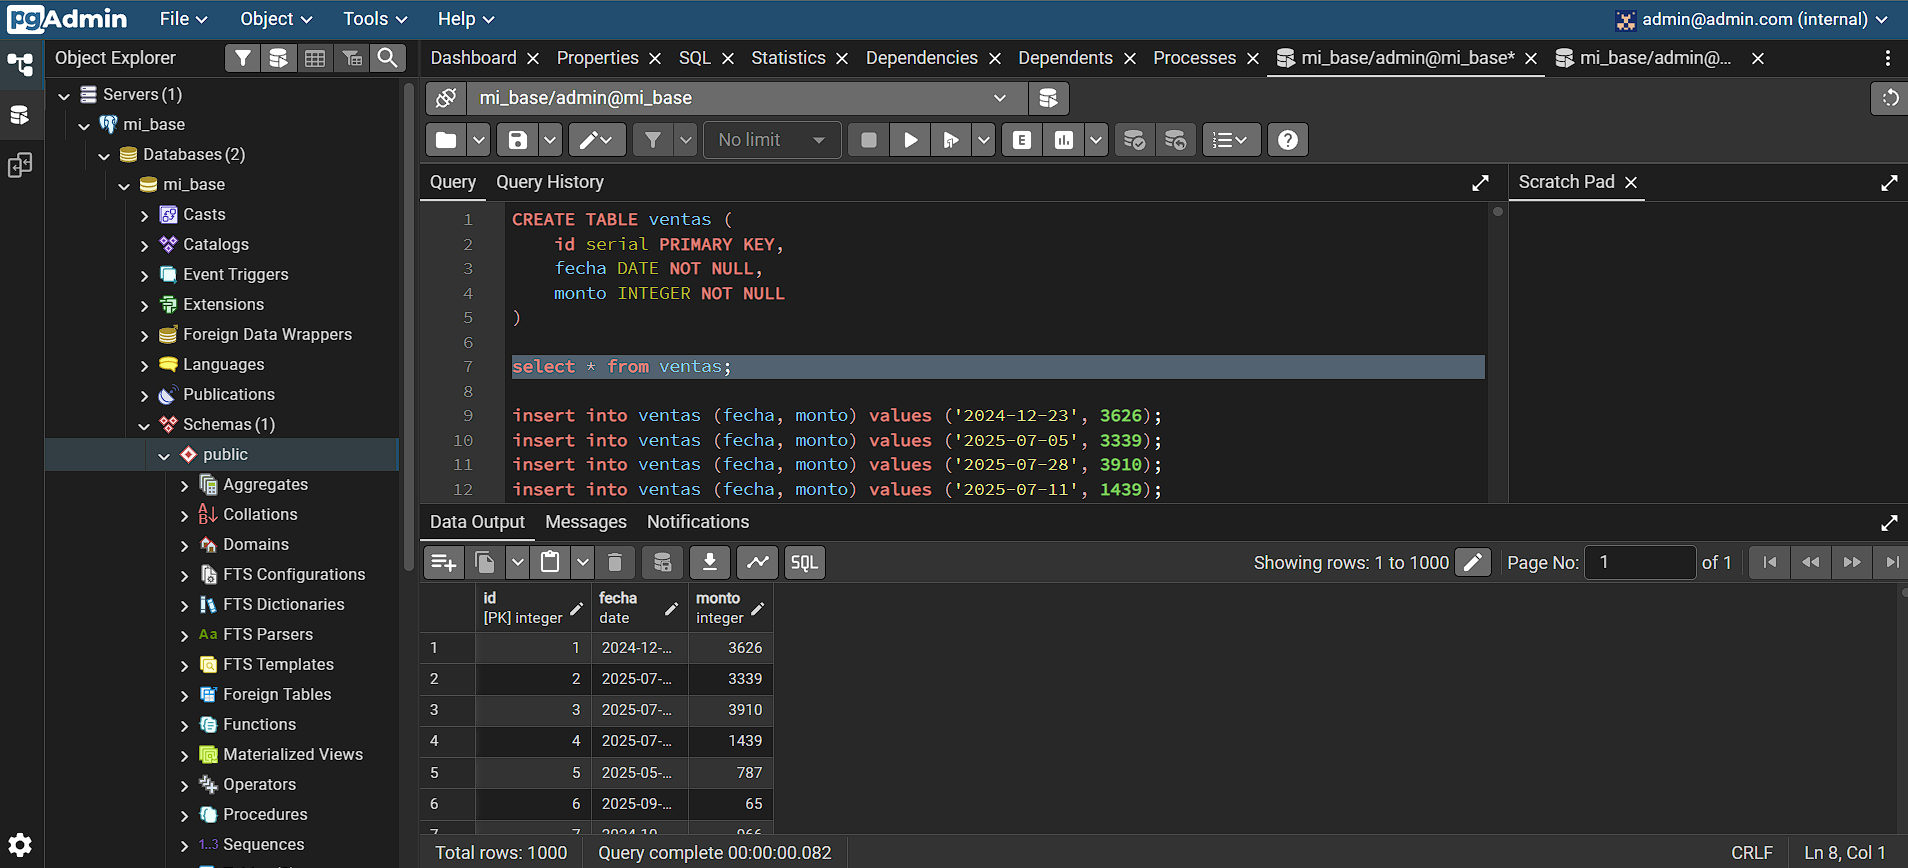 pgAdmin File Object Tools Help admin@admin.com (internal)
Object Explorer
Dashboard Properties SQL Statistics Dependencies Dependents Processes mi_base/admin@mi_base* mi_base/admin@...
Servers (1)
mi_base
Databases (2)
mi_base
Casts
Catalogs
Event Triggers
Extensions
Foreign Data Wrappers
Languages
Publications
Schemas (1)
public
Aggregates
Collations
Domains
FTS Configurations
FTS Dictionaries
Aa FTS Parsers
FTS Templates
Foreign Tables
Functions
Materialized Views
Operators
Procedures
1..3 Sequences
mi_base/admin@mi_base
No limit E
Query Query History
Scratch Pad
1 CREATE TABLE ventas (
2 id serial PRIMARY KEY,
3 fecha DATE NOT NULL,
4 monto INTEGER NOT NULL
5 )
6
7 select * from ventas;
8
9 insert into ventas (fecha, monto) values ('2024-12-23', 3626);
10 insert into ventas (fecha, monto) values ('2025-07-05', 3339);
11 insert into ventas (fecha, monto) values ('2025-07-28', 3910);
12 insert into ventas (fecha, monto) values ('2025-07-11', 1439);
Data Output Messages Notifications
SQL Showing rows: 1 to 1000 Page No: 1 of 1
id fecha monto
[PK] integer date integer
1 1 2024-12-... 3626
2 2 2025-07-... 3339
3 3 2025-07-... 3910
4 4 2025-07-... 1439
5 5 2025-05-... 787
6 6 2025-09-... 65
Total rows: 1000 Query complete 00:00:00.082 CRLF Ln 8, Col 1